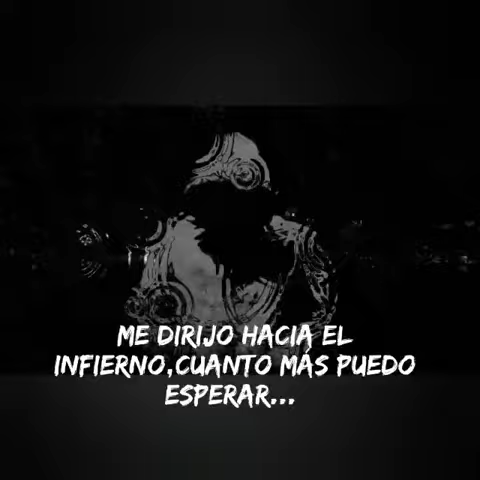 ME DIRIJO HACIA EL
INFIERNO,CUANTO MÁS PUEDO
ESPERAR...